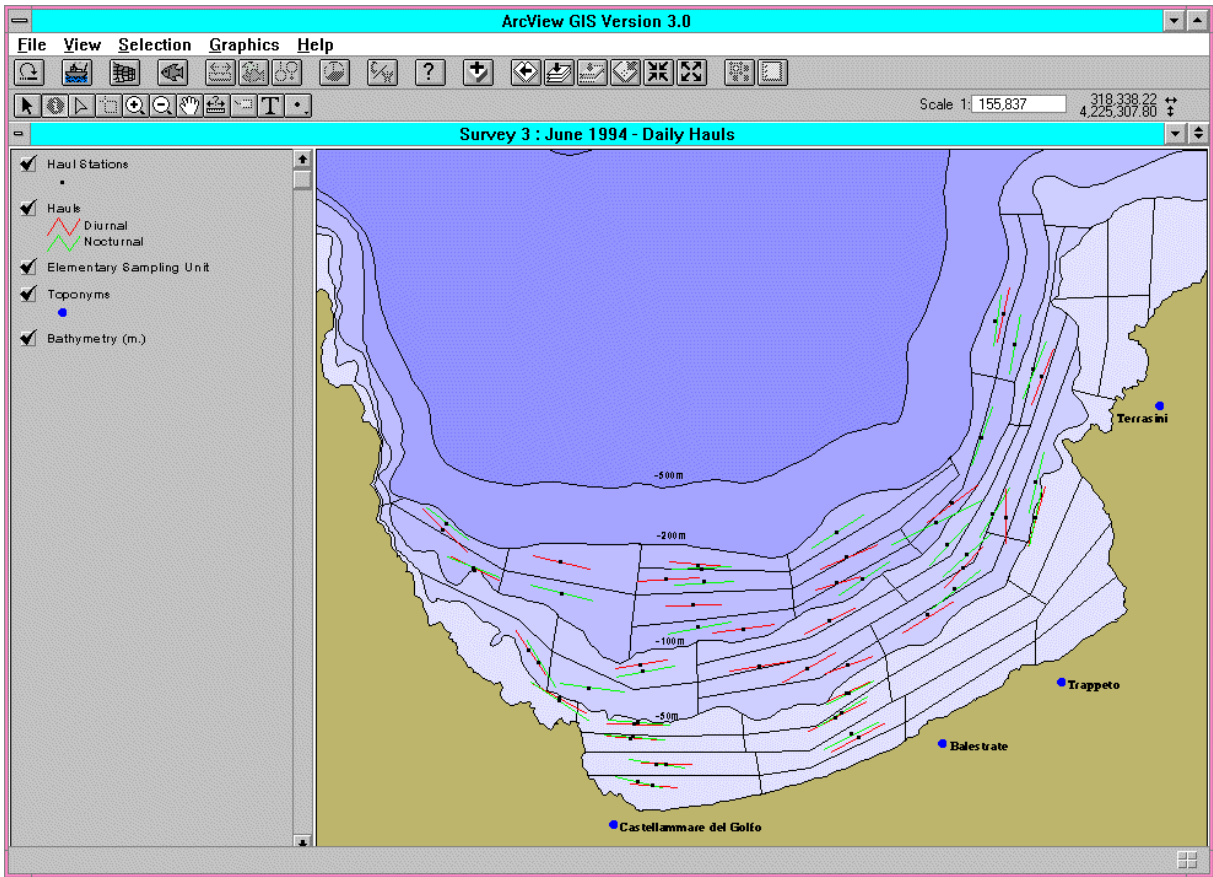 ArcView GIS Version 3.0
File View Selection Graphics Help
?
T
Scale 1: 155,837
318,338.22
4,225,307.80
Survey 3 : June 1994 - Daily Hauls
Haul Stations
Hauls
Diurnal
Nocturnal
Elementary Sampling Unit
Toponyms
Bathymetry (m.)
Terrasini
-500m
-200m
-100m
Trappeto
-50m
Balestrate
Castellammare del Golfo